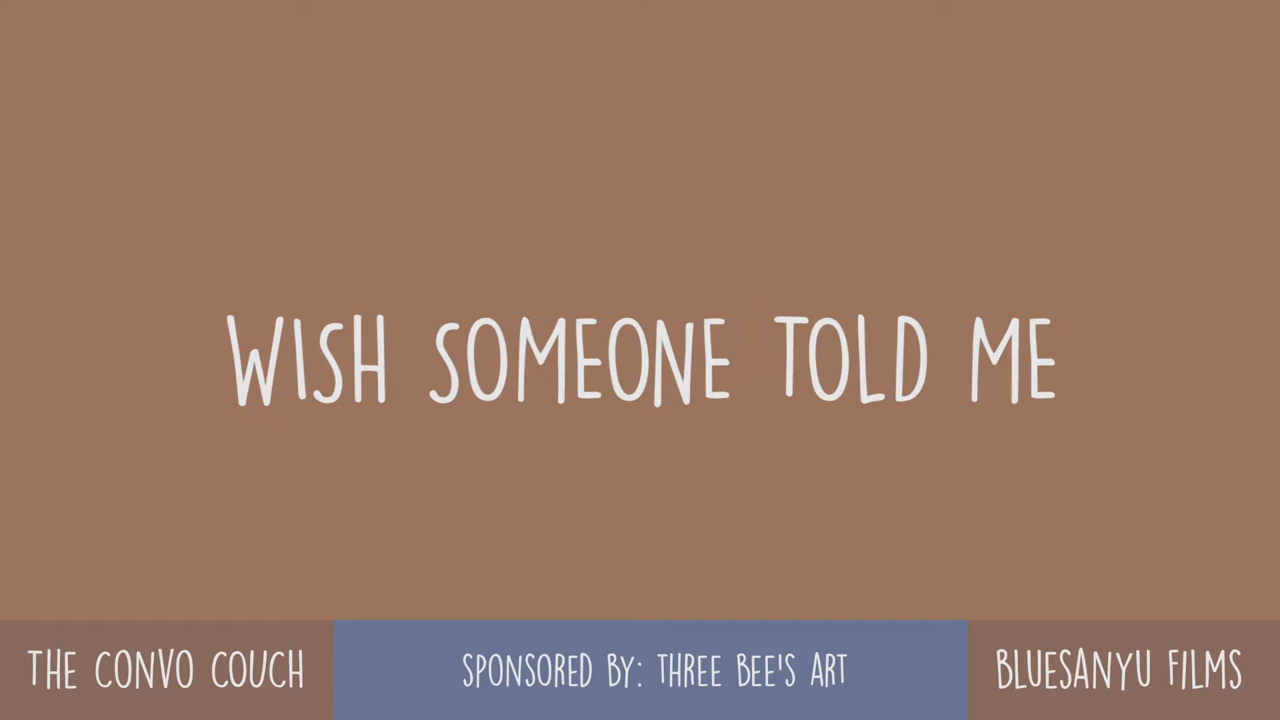 WISH SOMEONE TOLD ME
THE CONVO COUCH
SPONSORED BY: THREE BEE'S ART
BLUESANYU FILMS